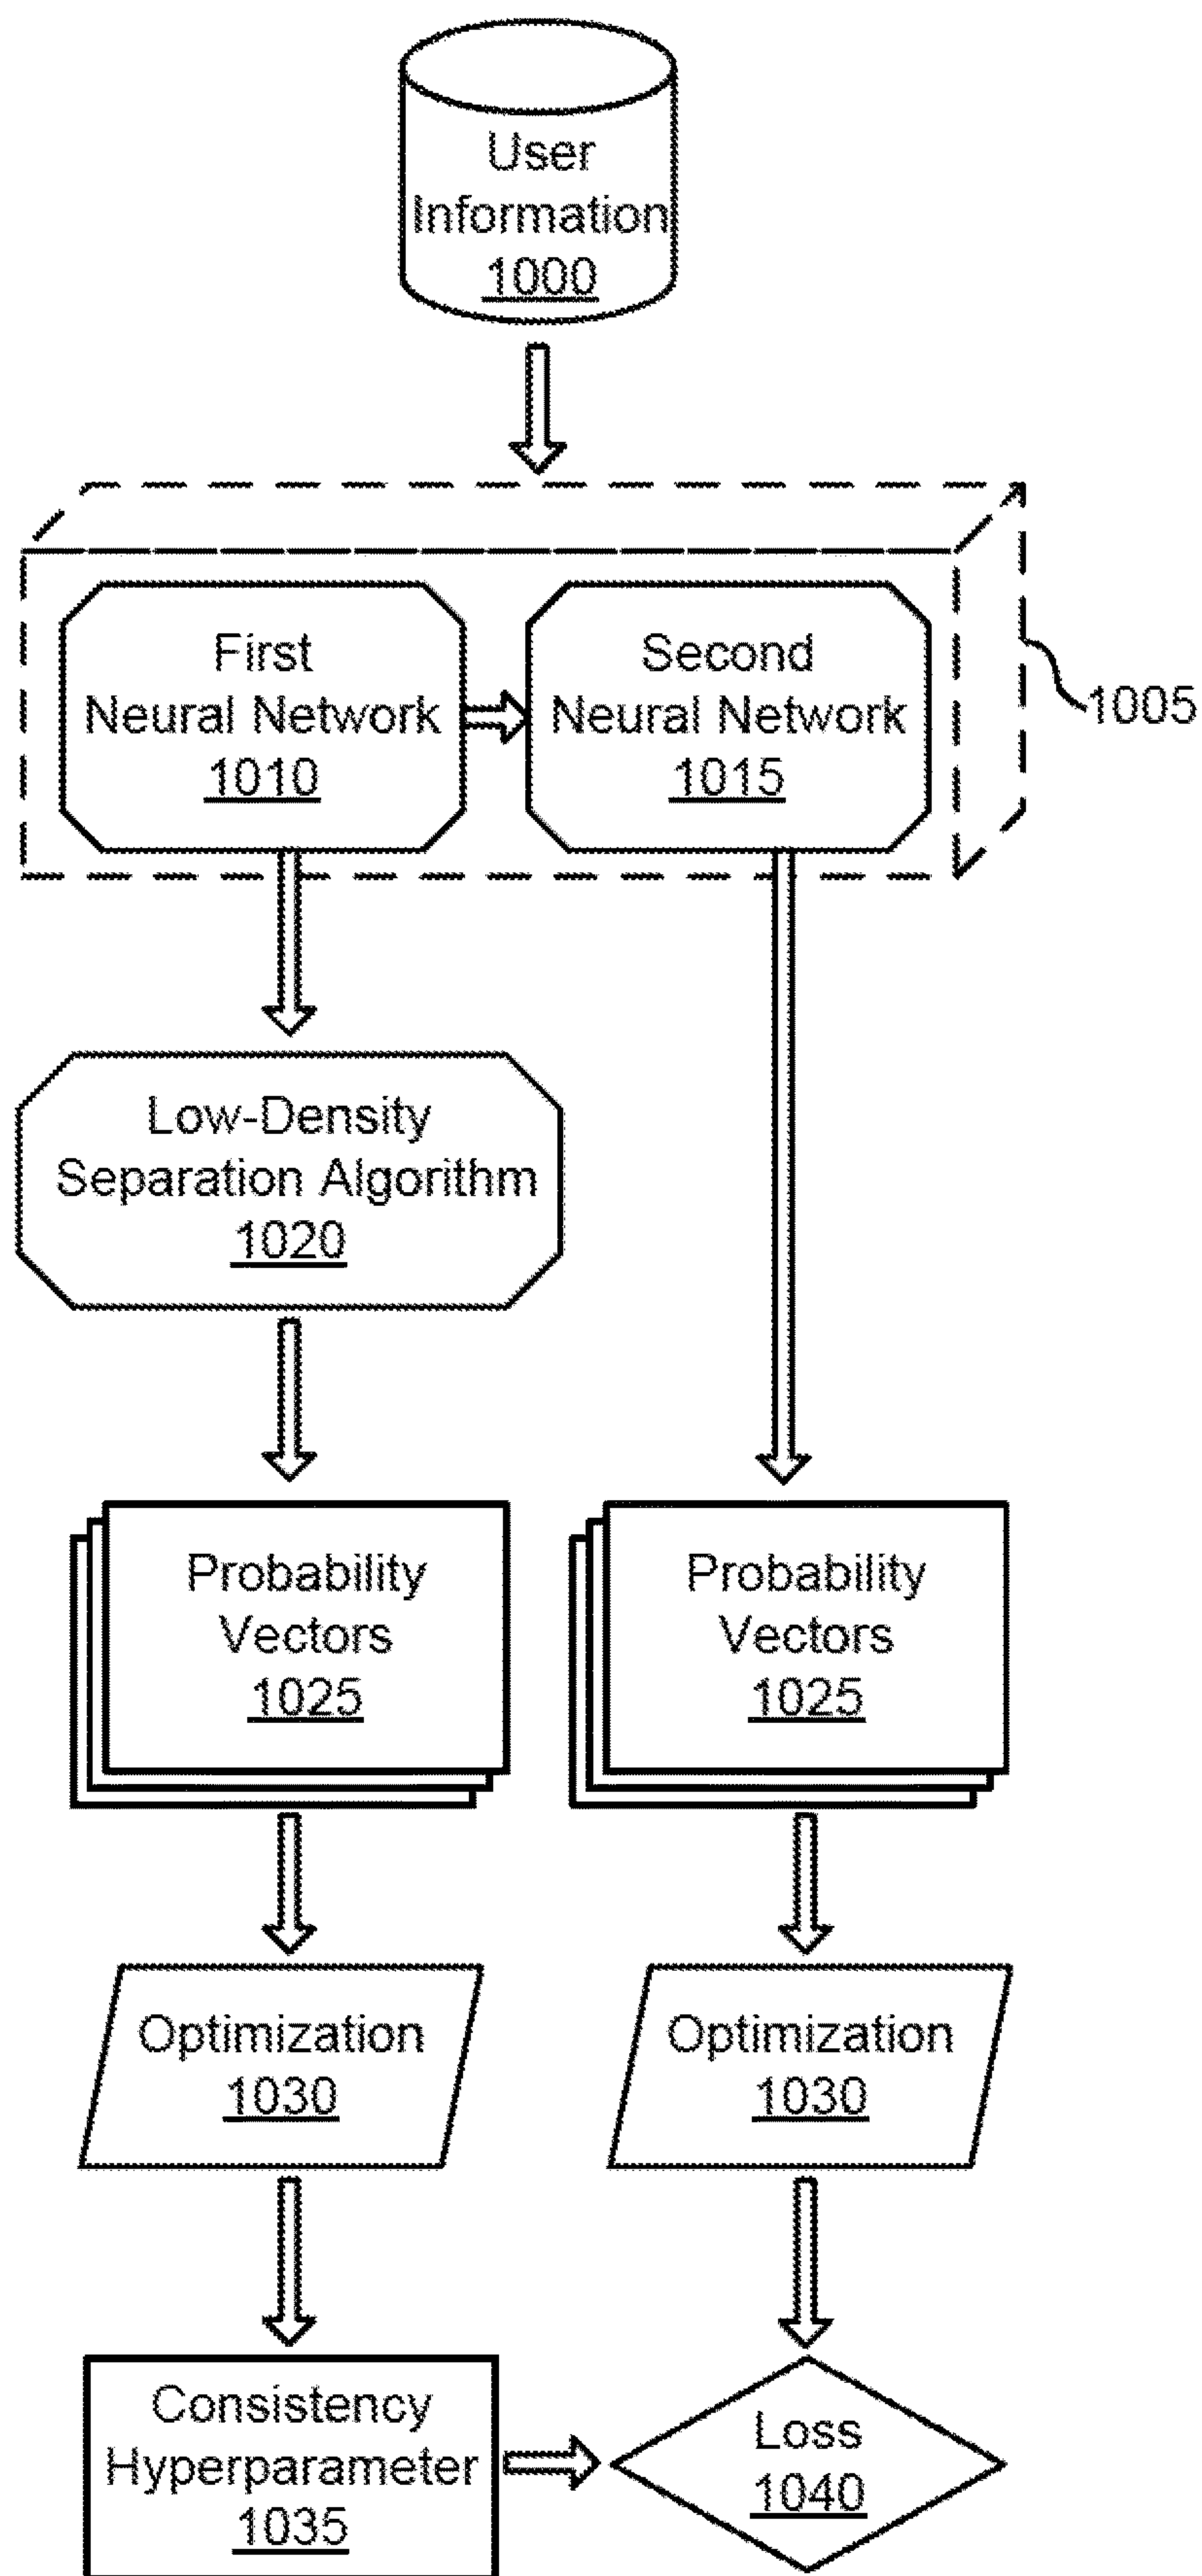 User
Information
1000
First
Neural Network
1010
Second
Neural Network
1015
1005
Low-Density
Separation Algorithm
1020
Probability
Vectors
1025
Probability
Vectors
1025
Optimization
1030
Optimization
1030
Consistency
Hyperparameter
1035
Loss
1040